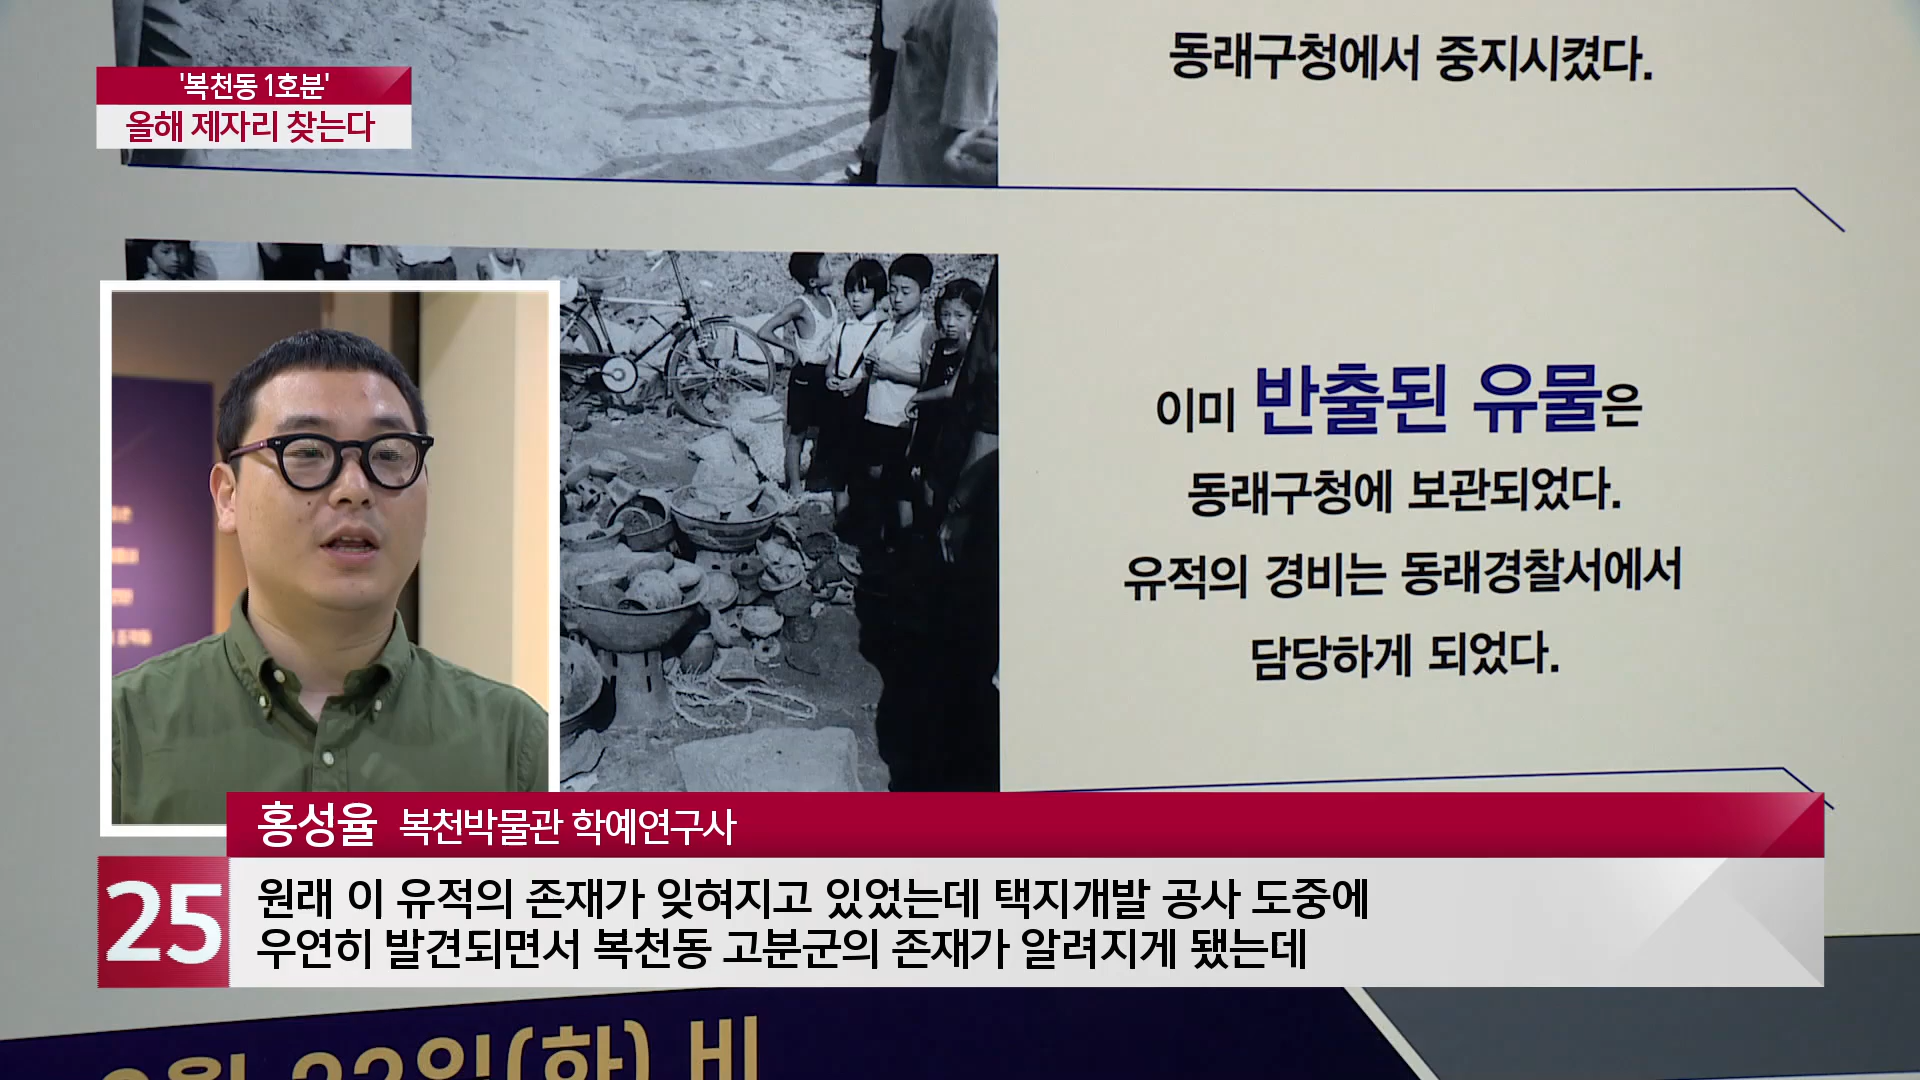 동래구청에서 중지시켰다.
'복천동 1호분'
올해 제자리 찾는다
이미 반출된 유물은
동래구청에 보관되었다.
유적의 경비는 동래경찰서에서
담당하게 되었다.
홍성율 복천박물관 학예연구사
25
원래 이 유적의 존재가 잊혀지고 있었는데 택지개발 공사 도중에
우연히 발견되면서 복천동 고분군의 존재가 알려지게 됐는데
22일(화) 비